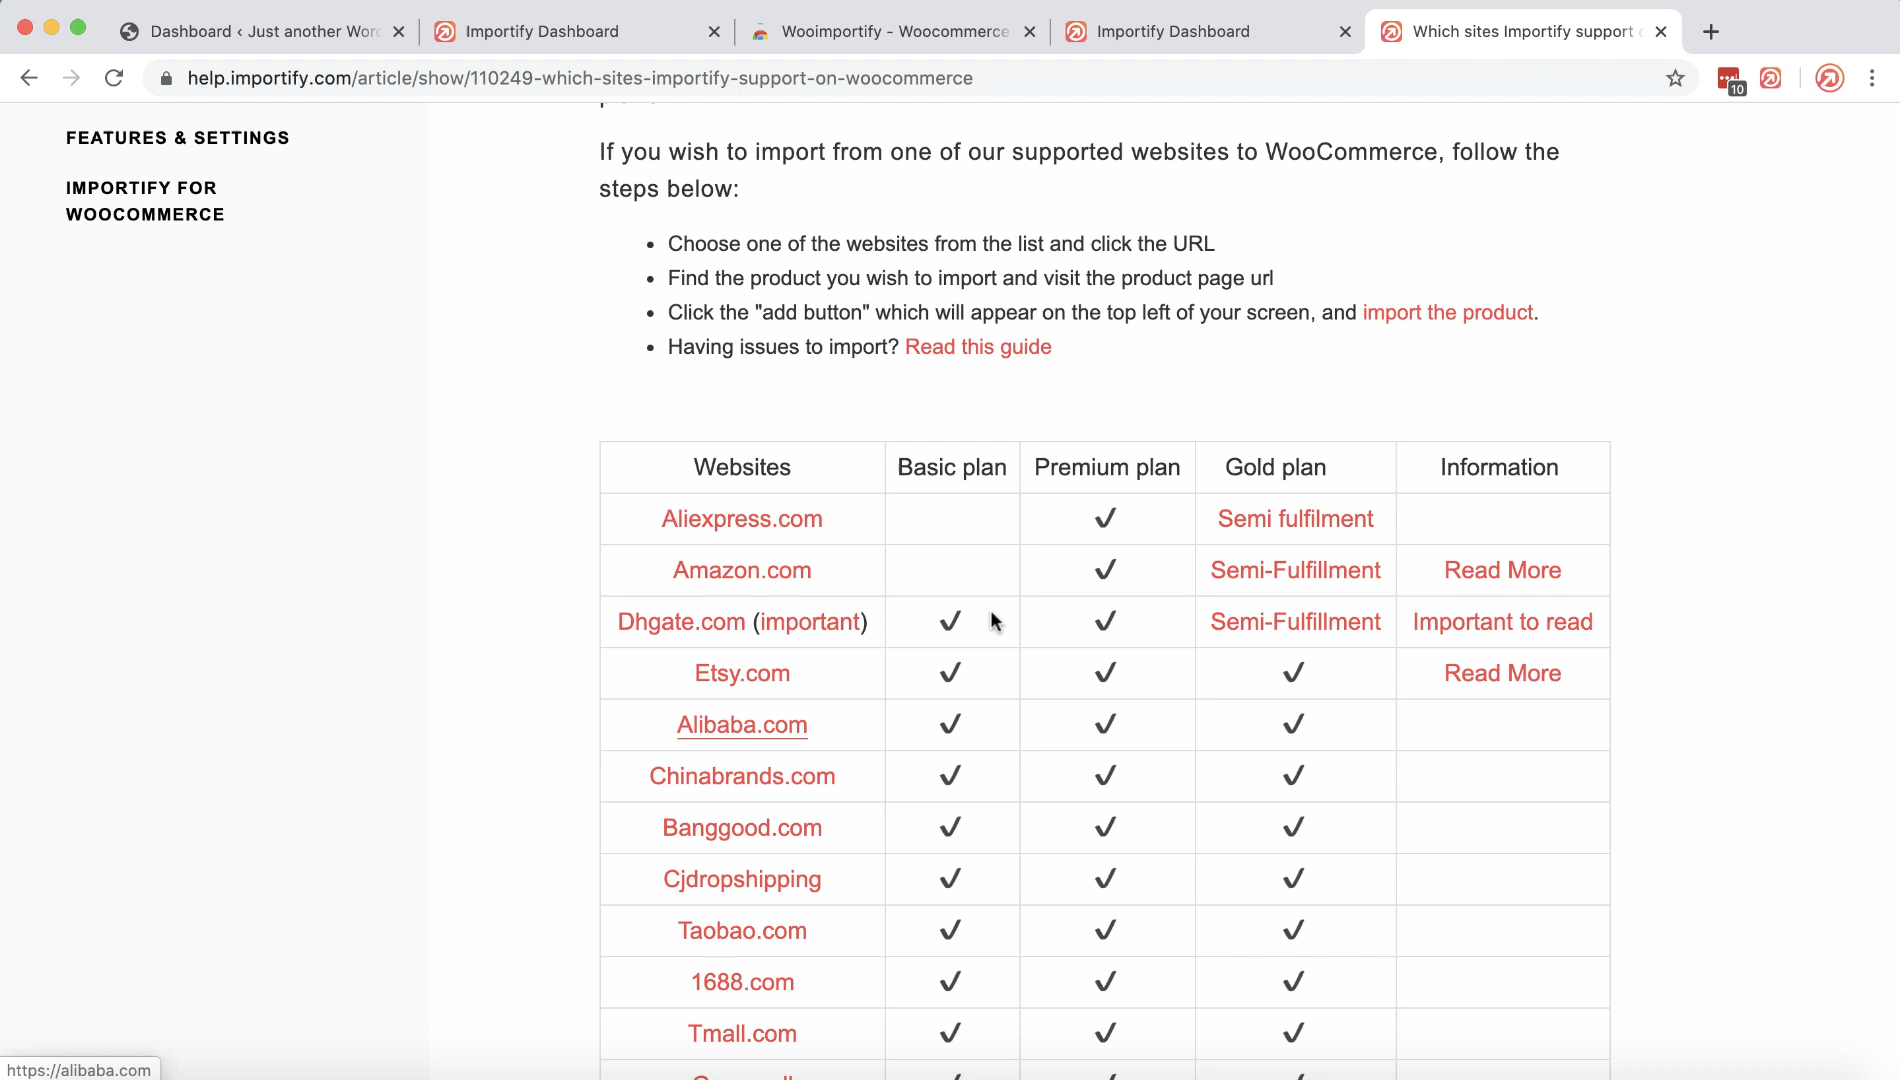 Dashboard ‹ Just another Wor
Importify Dashboard
Wooimportify - Woocommerce
Importify Dashboard
Which sites Importify support
help.importify.com/article/show/110249-which-sites-importify-support-on-woocommerce
10
FEATURES & SETTINGS
IMPORTIFY FOR
WOOCOMMERCE
If you wish to import from one of our supported websites to WooCommerce, follow the
steps below:
• Choose one of the websites from the list and click the URL
• Find the product you wish to import and visit the product page url
• Click the "add button" which will appear on the top left of your screen, and import the product.
• Having issues to import? Read this guide
Websites Basic plan Premium plan Gold plan Information
Aliexpress.com ✓ Semi fulfilment
Amazon.com ✓ Semi-Fulfillment Read More
Dhgate.com (important) ✓ ✓ Semi-Fulfillment Important to read
Etsy.com ✓ ✓ ✓ Read More
Alibaba.com ✓ ✓ ✓
Chinabrands.com ✓ ✓ ✓
Banggood.com ✓ ✓ ✓
Cjdropshipping ✓ ✓ ✓
Taobao.com ✓ ✓ ✓
1688.com ✓ ✓ ✓
Tmall.com ✓ ✓ ✓
https://alibaba.com